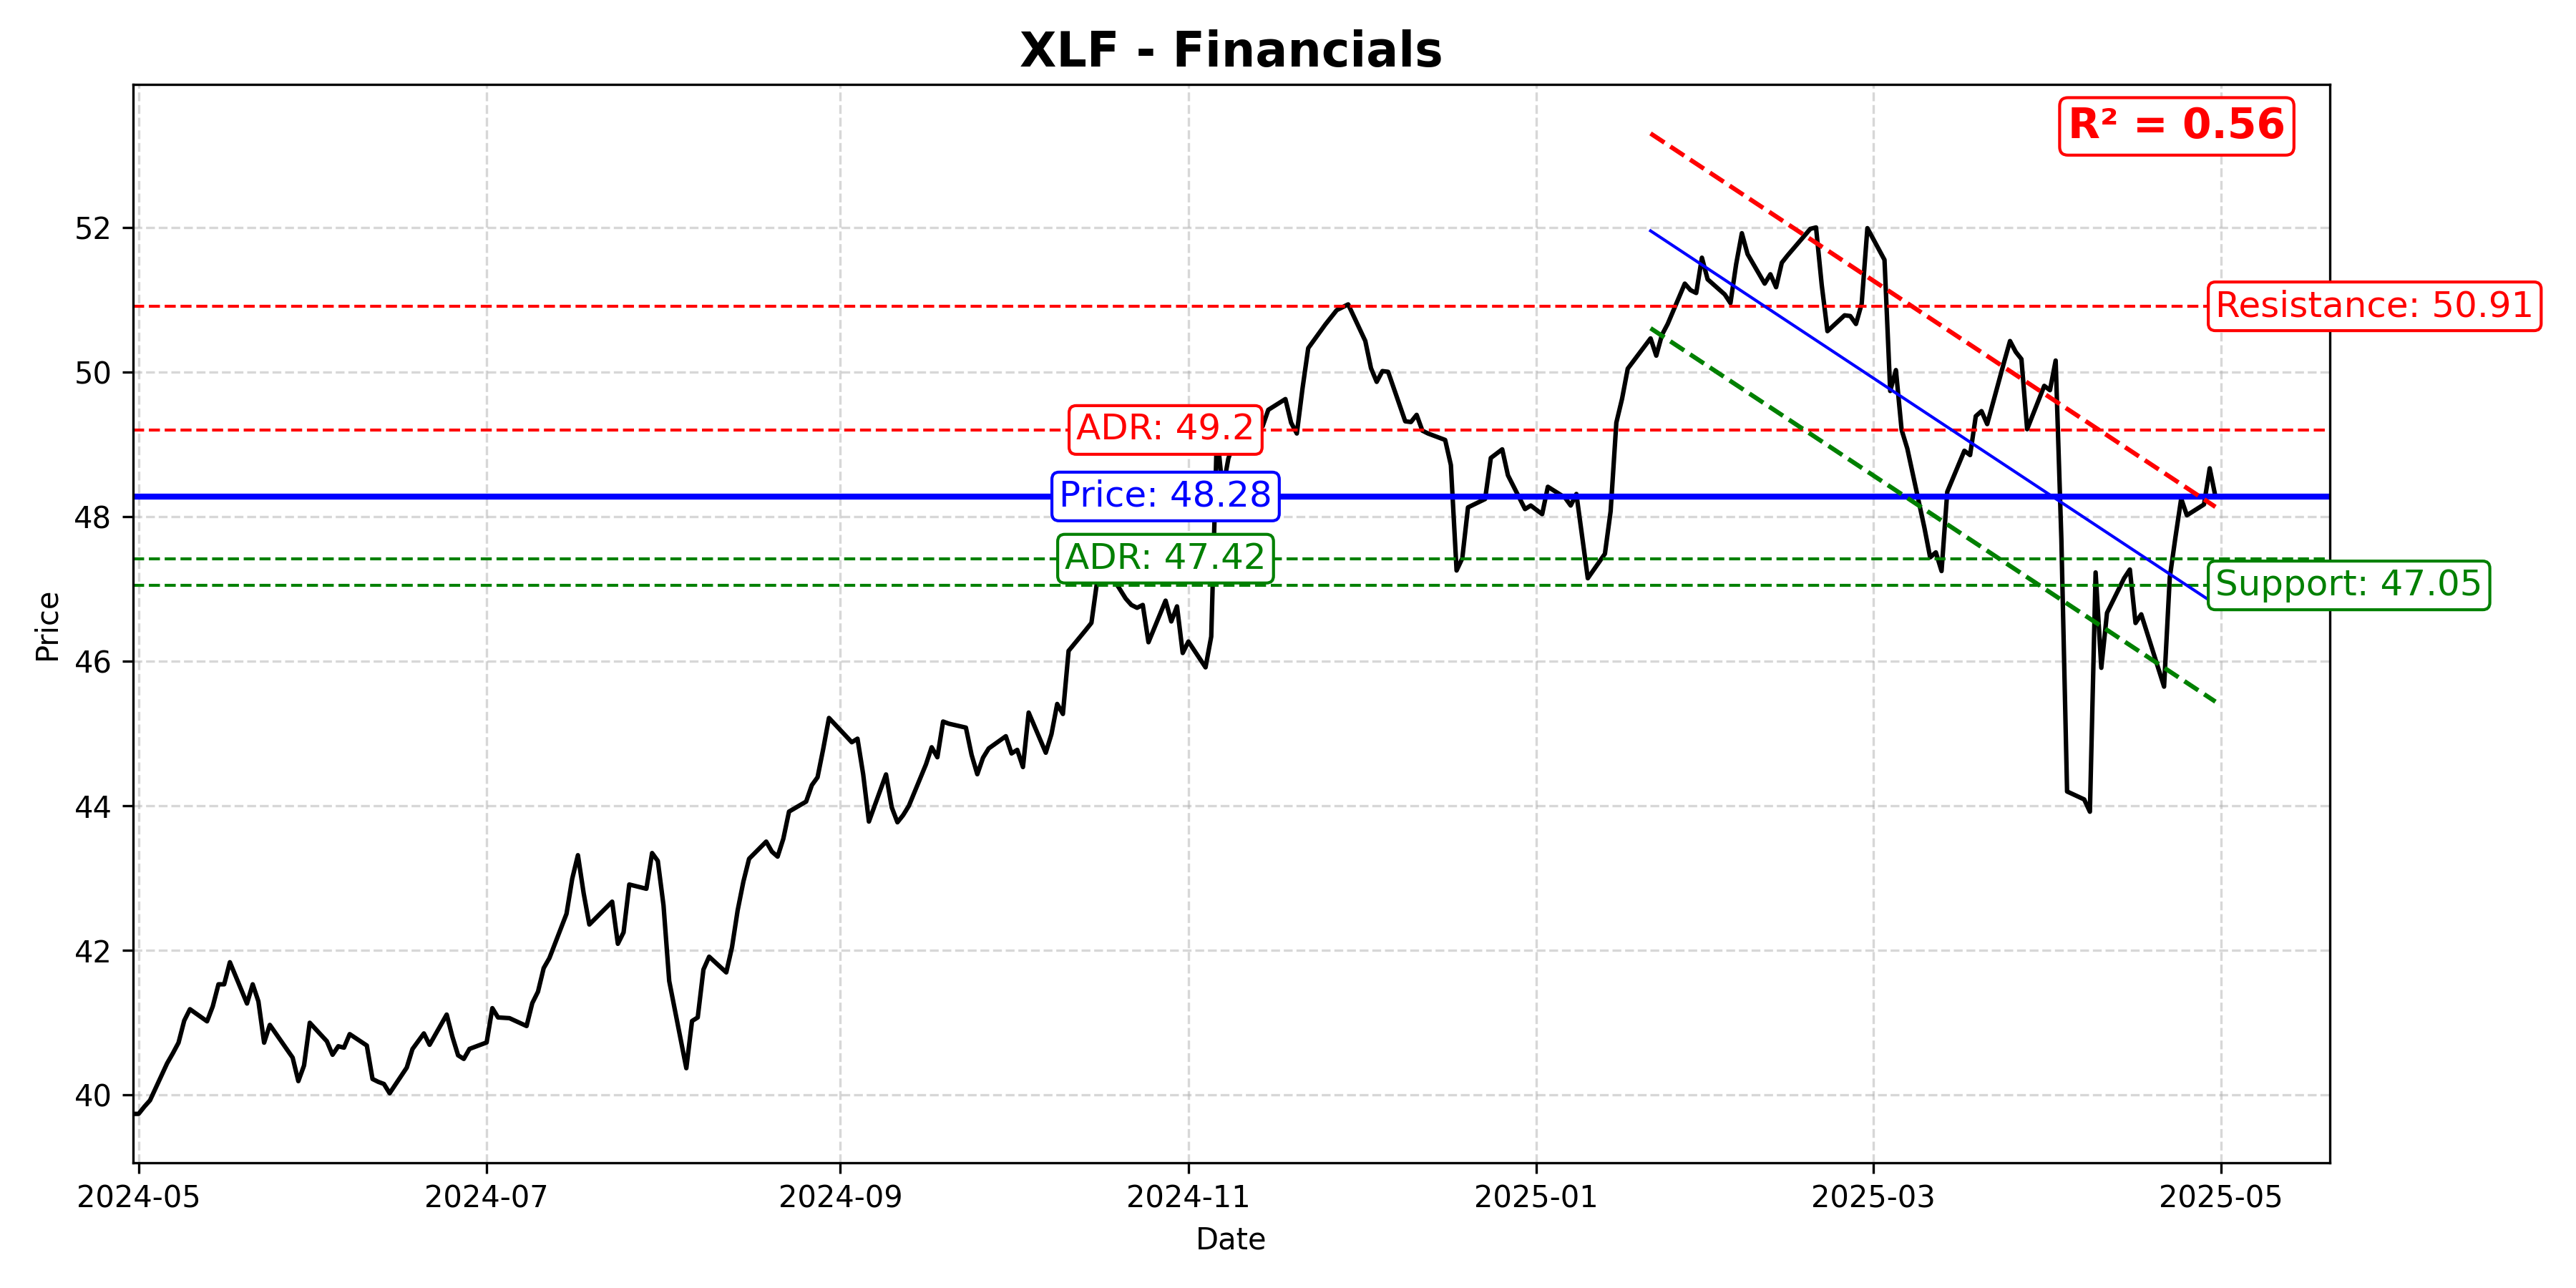 XLF - Financials
R² = 0.56
52
Resistance: 50.91
50
ADR: 49.2
Price: 48.28
48
ADR: 47.42
Support: 47.05
Price
46
44
42
40
2024-05 2024-07 2024-09 2024-11 2025-01 2025-03 2025-05
Date